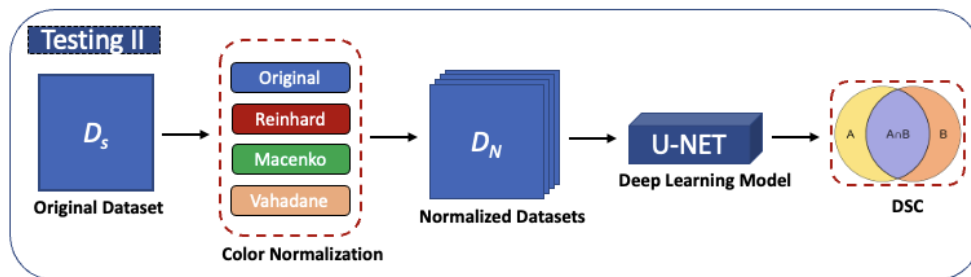 Testing II
Ds
Original Dataset
Original
Reinhard
Macenko
Vahadane
Color Normalization
DN
Normalized Datasets
U-NET
Deep Learning Model
A
A∩B
B
DSC